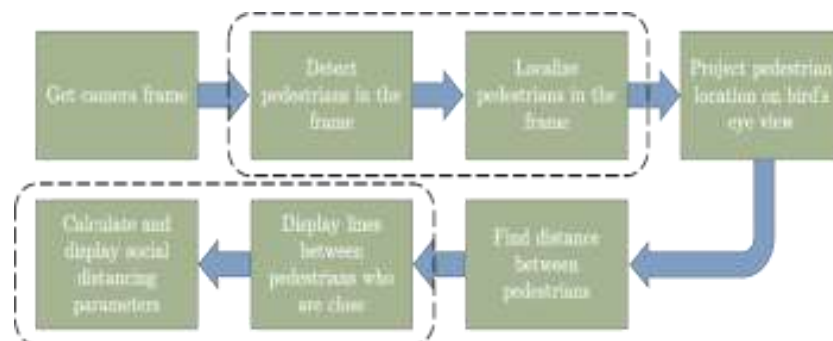 Get camera frame
Detect
pedestrians in the
frame
Localize
pedestrians in the
frame
Project pedestrian
location on bird's
eye view
Find distance
between
pedestrians
Display lines
between
pedestrians who
are close
Calculate and
display social
distancing
parameters